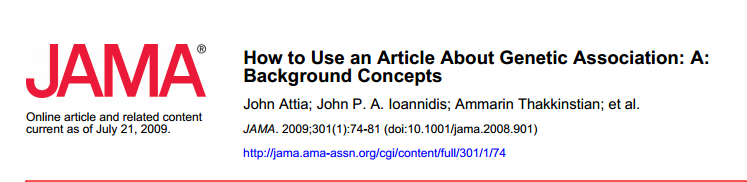 JAMA®
Online article and related content
current as of July 21, 2009.
How to Use an Article About Genetic Association: A:
Background Concepts
John Attia; John P. A. Ioannidis; Ammarin Thakkinstian; et al.
JAMA. 2009;301(1):74-81 (doi:10.1001/jama.2008.901)
http://jama.ama-assn.org/cgi/content/full/301/1/74